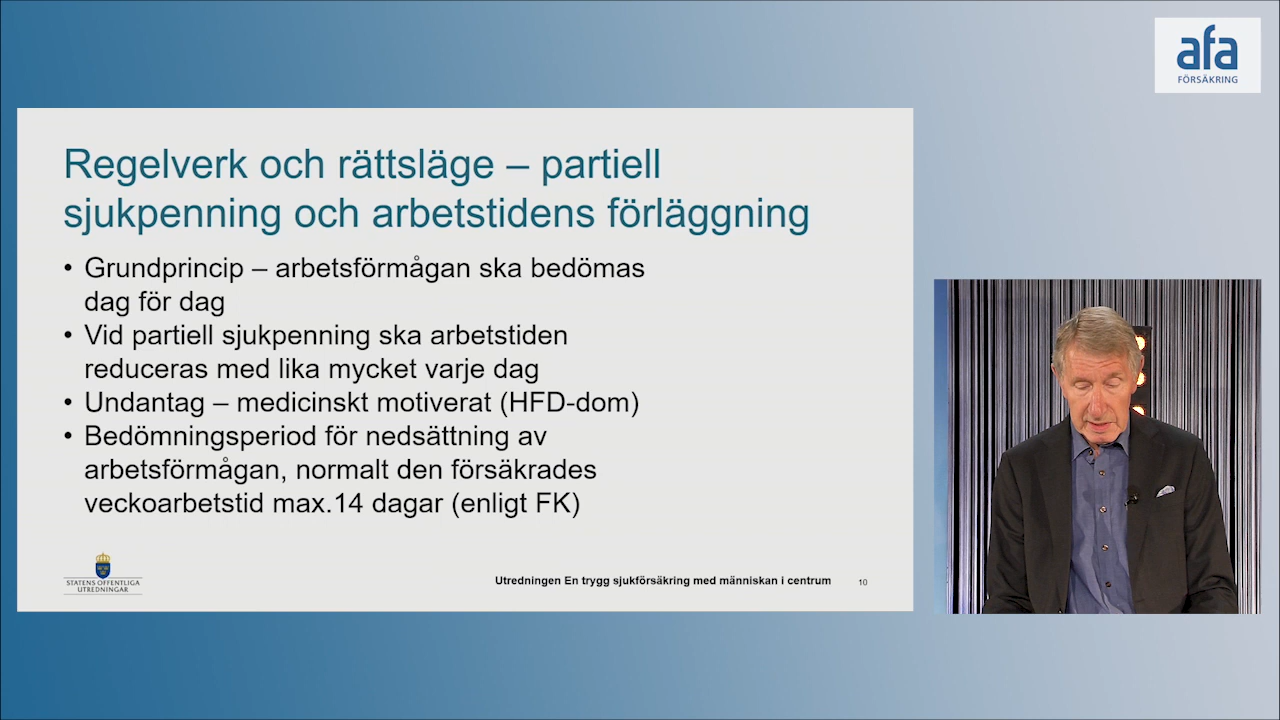 afa
FÖRSÄKRING
Regelverk och rättsläge – partiell
sjukpenning och arbetstidens förläggning
• Grundprincip – arbetsförmågan ska bedömas
dag för dag
• Vid partiell sjukpenning ska arbetstiden
reduceras med lika mycket varje dag
• Undantag – medicinskt motiverat (HFD-dom)
• Bedömningsperiod för nedsättning av
arbetsförmågan, normalt den försäkrades
veckoarbetstid max.14 dagar (enligt FK)
STATENS OFFENTLIGA
UTREDNINGAR
Utredningen En trygg sjukförsäkring med människan i centrum
10